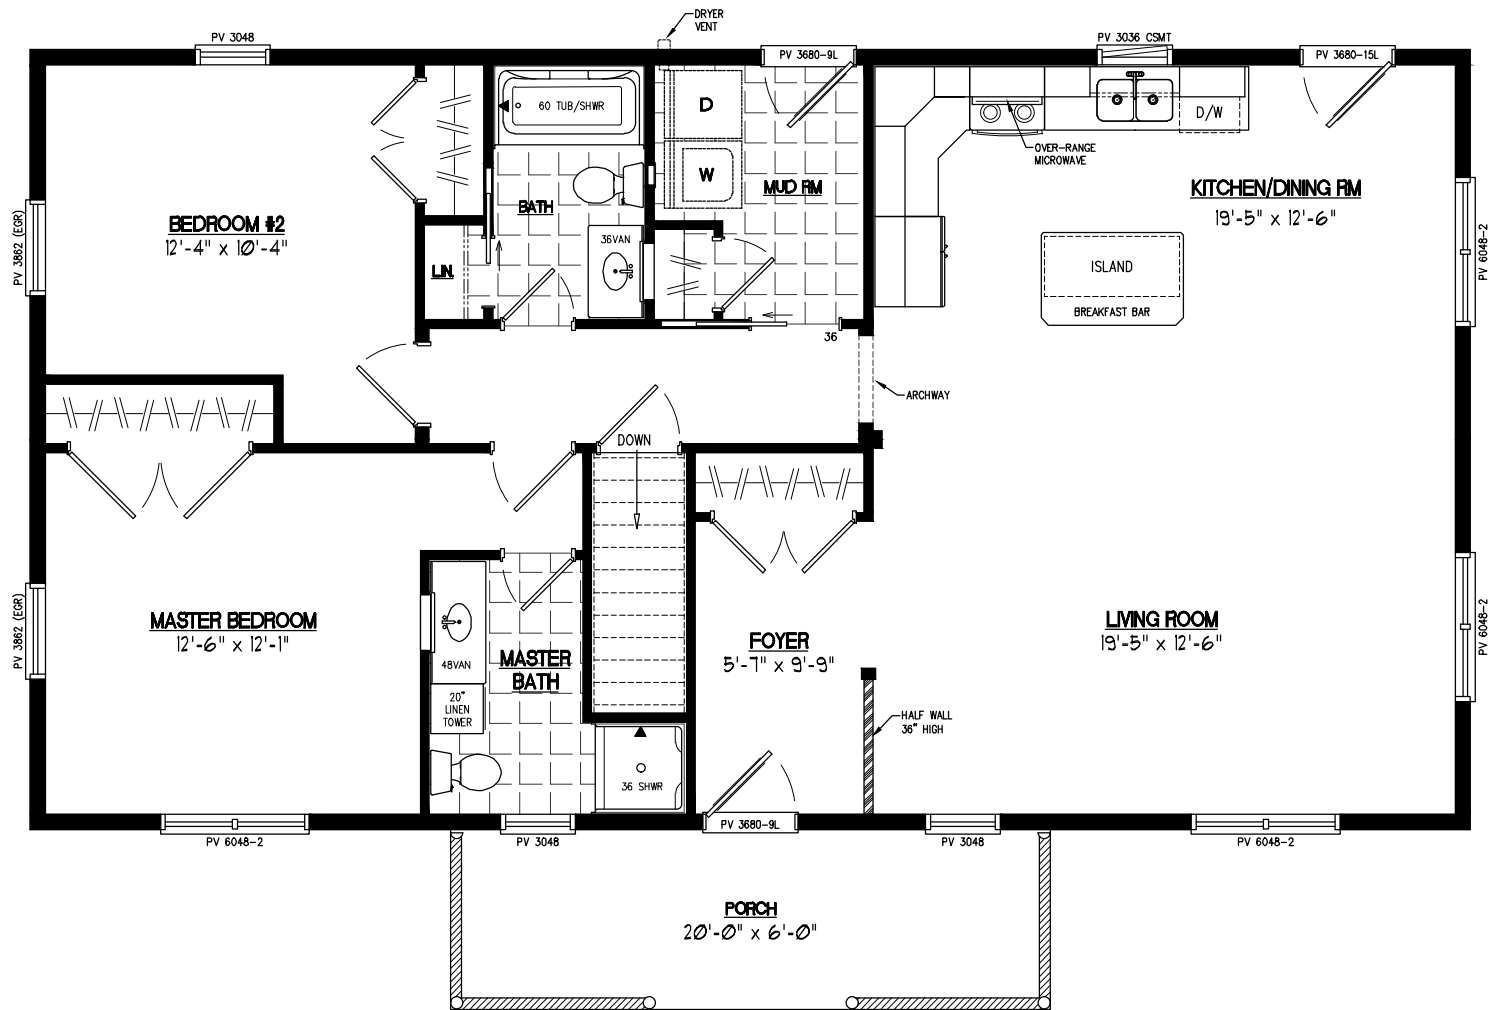 DRYER
VENT
PV 3048
PV 3680-9L
PV 3036 CSMT
PV 3680-15L
60 TUB/SHWR
D
W
D/W
OVER-RANGE
MICROWAVE
MUD RM
KITCHEN/DINING RM
19'-5" x 12'-6"
BATH
BEDROOM #2
12'-4" x 10'-4"
PV 3862 (EGR)
36VAN
LIN.
ISLAND
BREAKFAST BAR
PV 6048-2
36
ARCHWAY
DOWN
MASTER BEDROOM
12'-6" x 12'-1"
PV 3862 (EGR)
48VAN
MASTER
BATH
20"
LINEN
TOWER
FOYER
5'-7" x 9'-9"
LIVING ROOM
19'-5" x 12'-6"
PV 6048-2
HALF WALL
36" HIGH
36 SHWR
PV 6048-2
PV 3048
PV 3680-9L
PV 3048
PV 6048-2
PORCH
20'-0" x 6'-0"